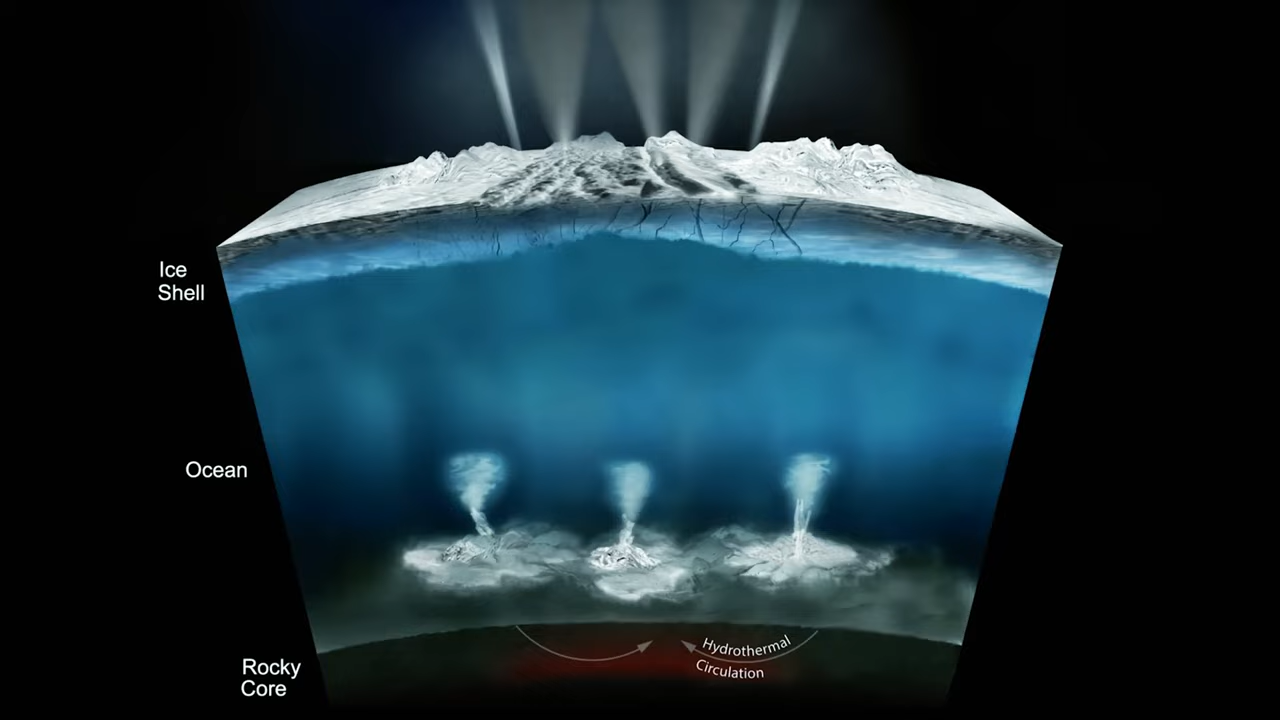 Ice
Shell
Ocean
Rocky
Core
Hydrothermal
Circulation